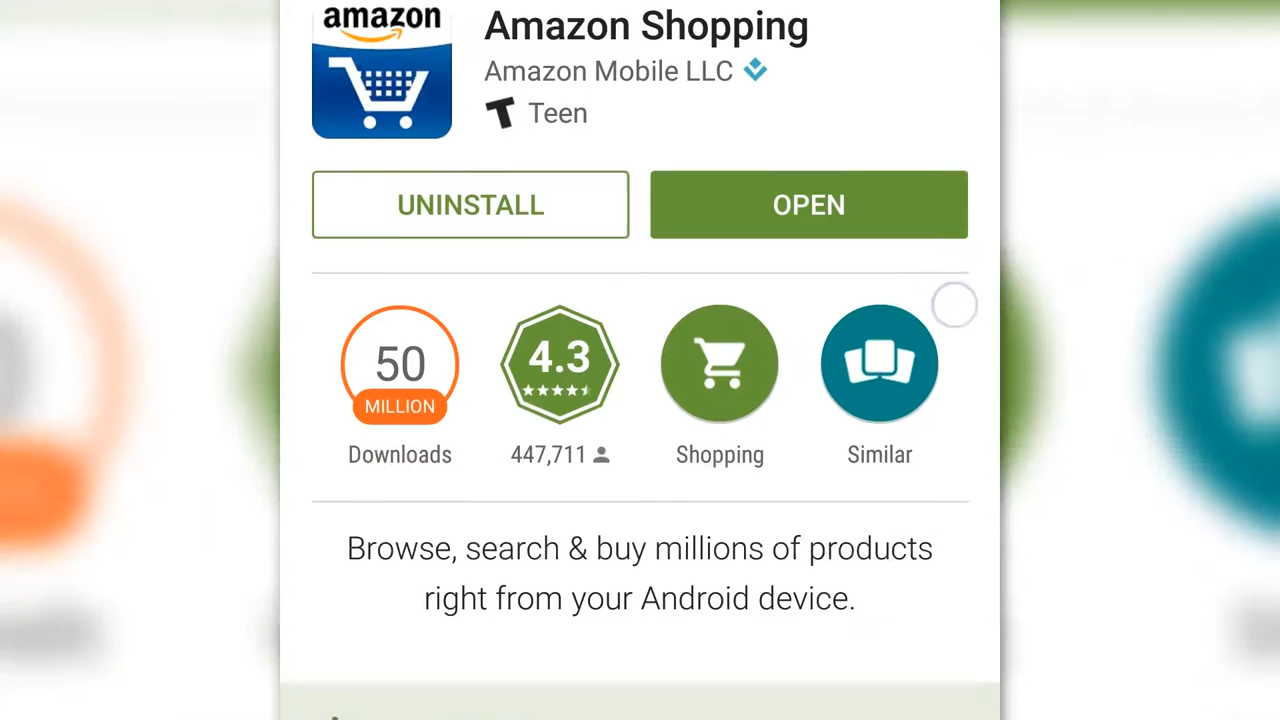 amazon
Amazon Shopping
Amazon Mobile LLC
T Teen
UNINSTALL
OPEN
50
MILLION
Downloads
4.3
447,711
Shopping
Similar
Browse, search & buy millions of products
right from your Android device.